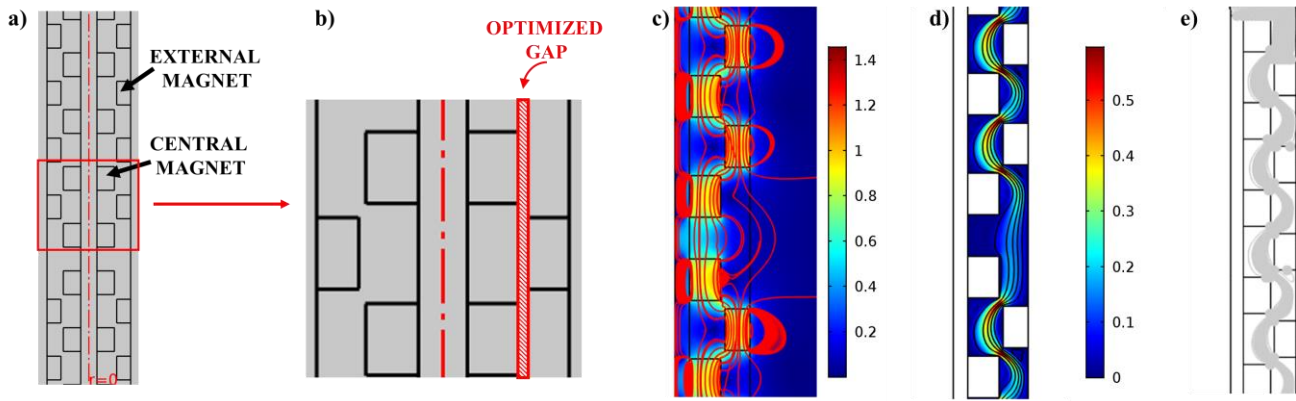 a)
EXTERNAL
MAGNET
CENTRAL
MAGNET
r=0
b)
OPTIMIZED
GAP
c)
1.4
1.2
1
0.8
0.6
0.4
0.2
d)
0.5
0.4
0.3
0.2
0.1
0
e)